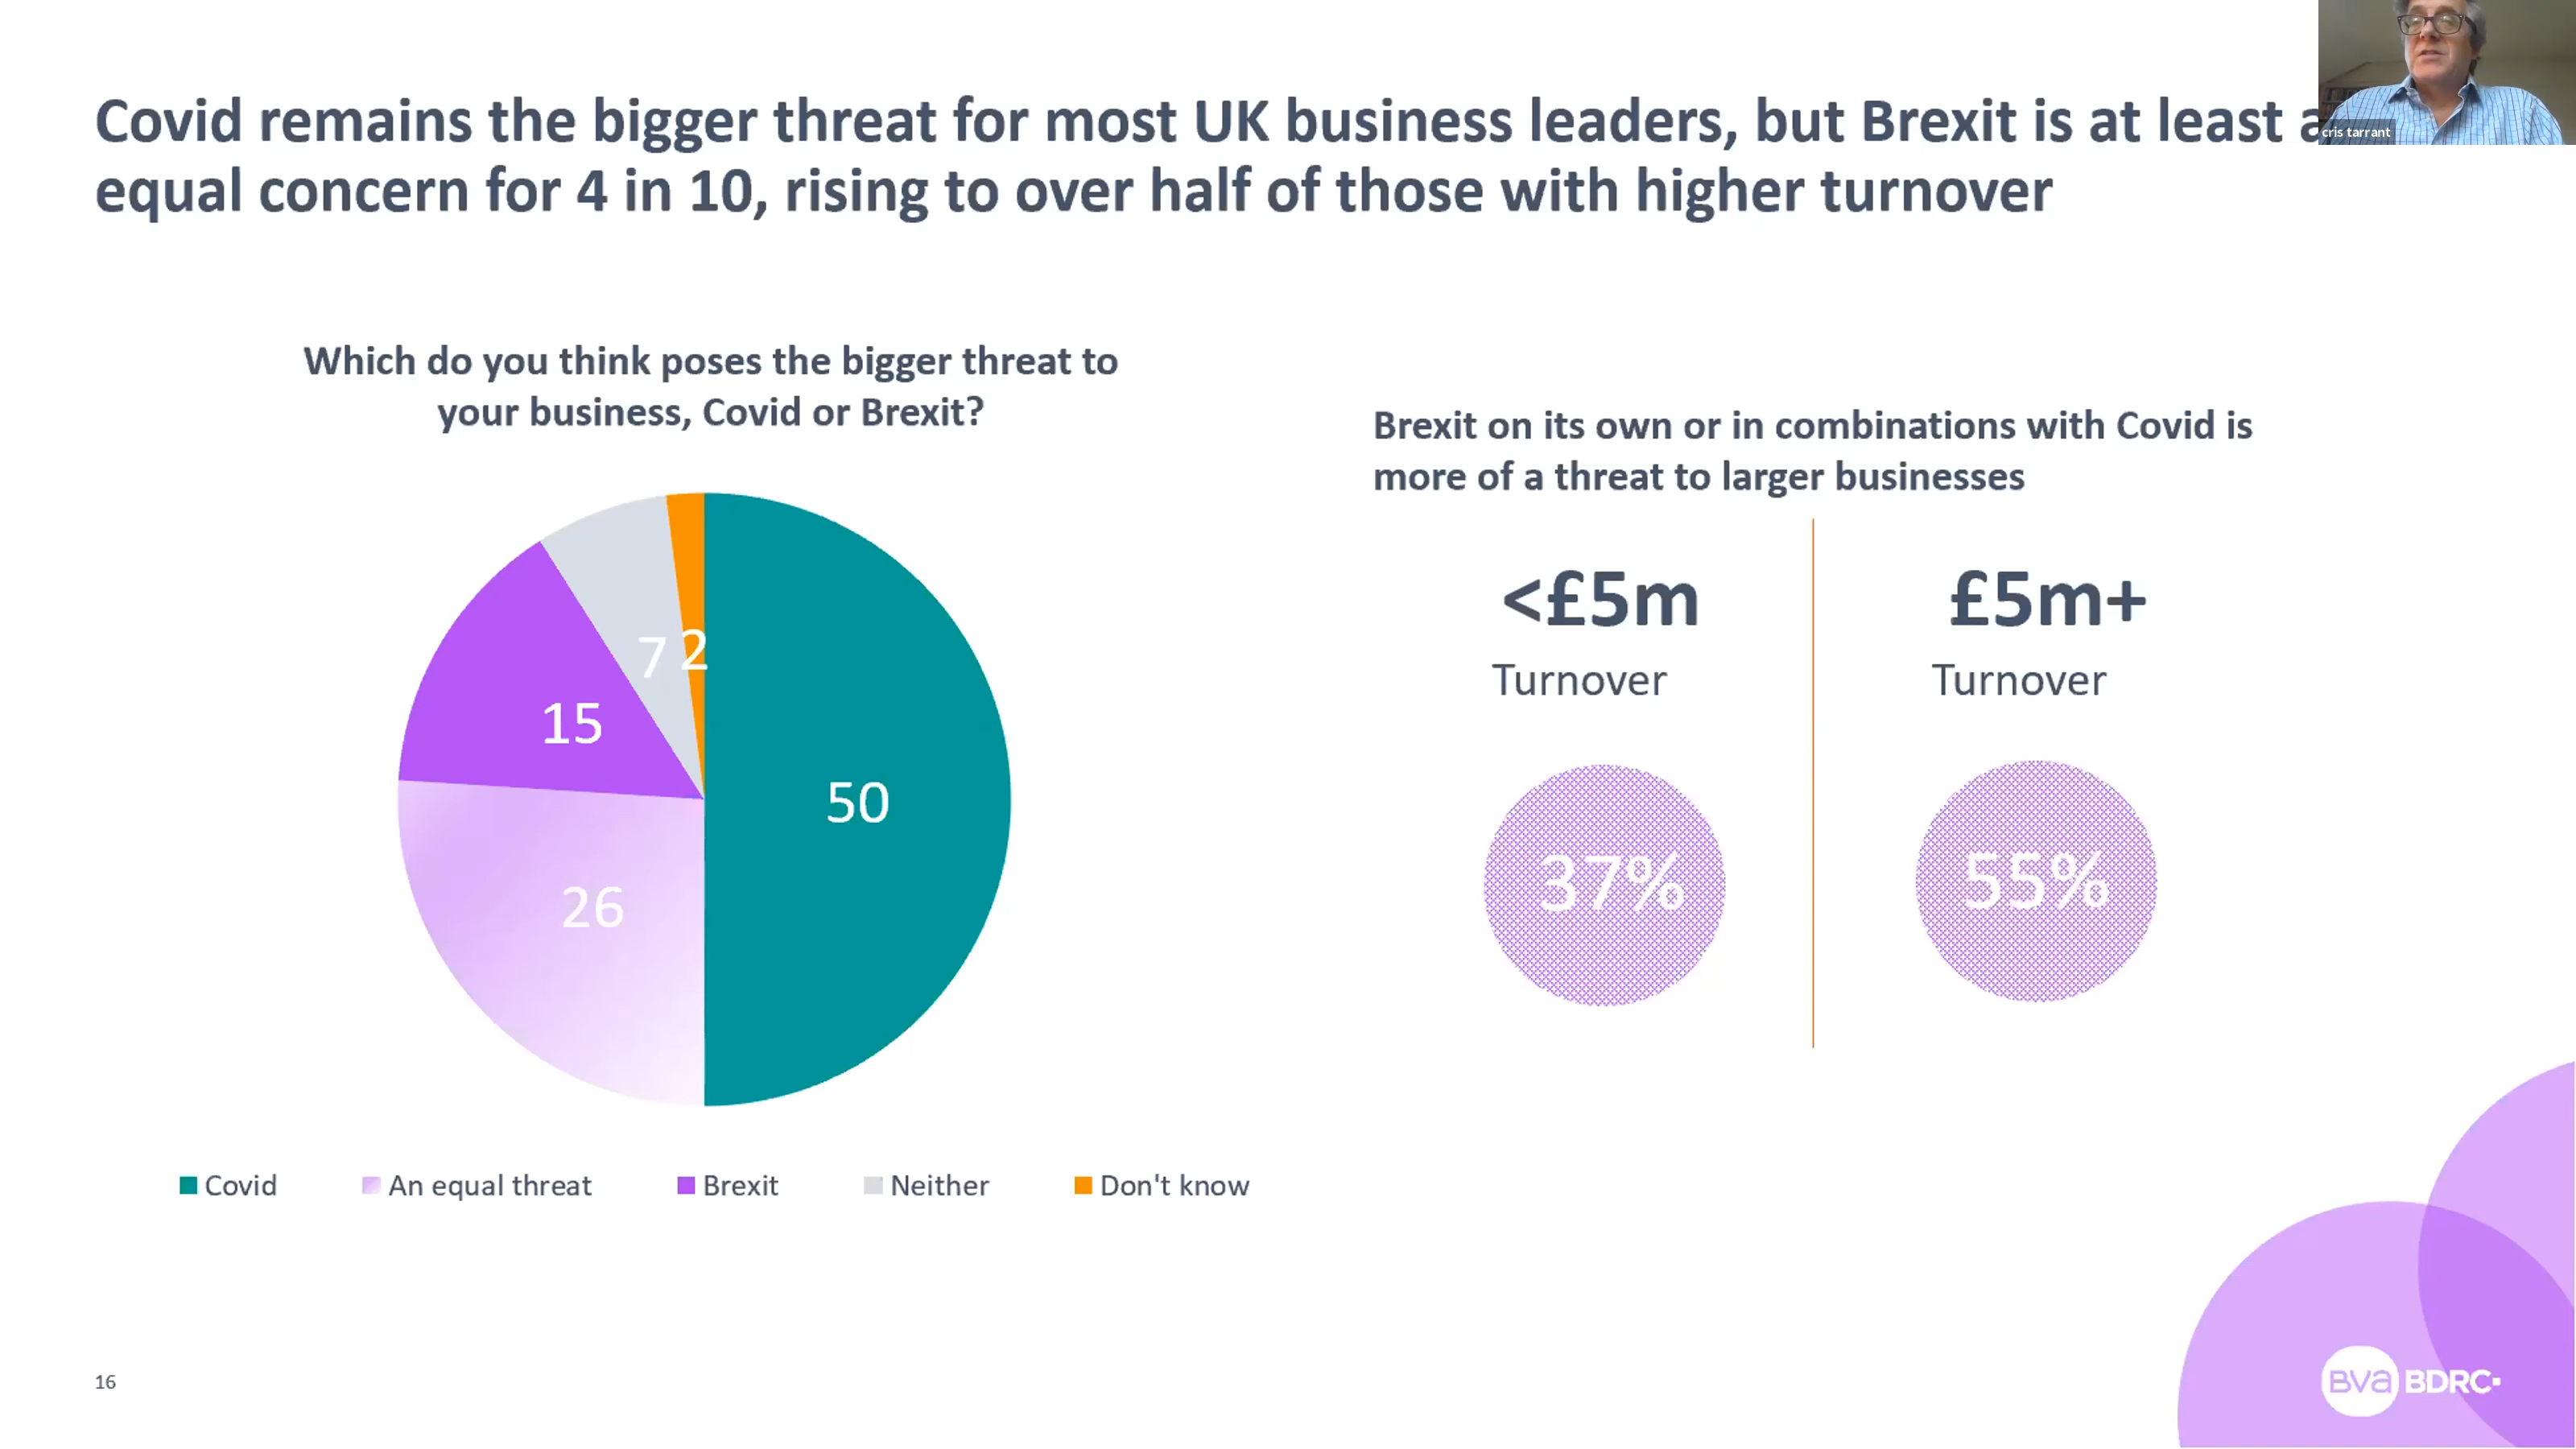 Covid remains the bigger threat for most UK business leaders, but Brexit is at least
cris tarrant
equal concern for 4 in 10, rising to over half of those with higher turnover
Which do you think poses the bigger threat to
your business, Covid or Brexit?
7 2
15
50
26
Covid An equal threat Brexit Neither Don't know
Brexit on its own or in combinations with Covid is
more of a threat to larger businesses
<£5m £5m+
Turnover Turnover
37% 55%
16
BVa BDRC